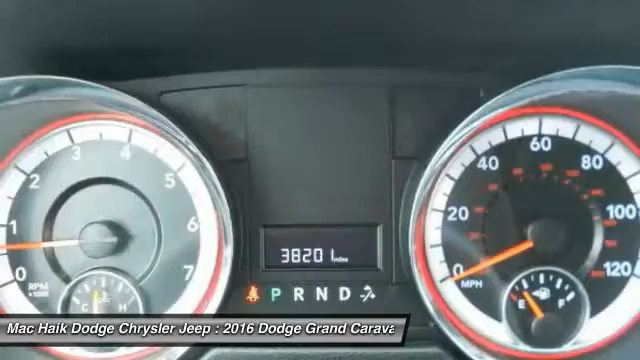 1 2 3 4 5 6 7 0
RPM
x1000
C H
38201 miles
P R N D
0 20 40 60 80 100 120
MPH
E F
Mac Haik Dodge Chrysler Jeep : 2016 Dodge Grand Carava